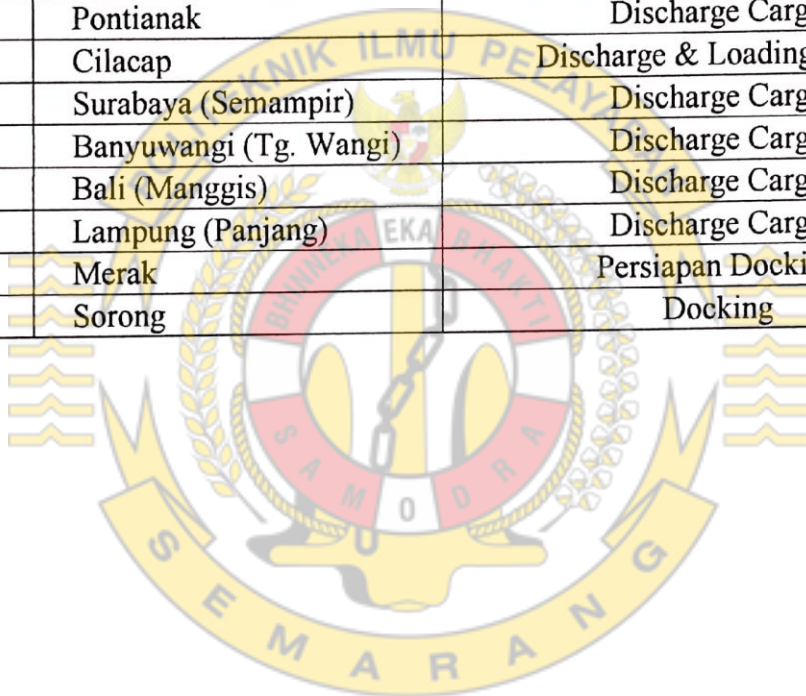 Pontianak Discharge Carg
Cilacap Discharge & Loading
Surabaya (Semampir) Discharge Carg
Banyuwangi (Tg. Wangi) Discharge Carg
Bali (Manggis) Discharge Carg
Lampung (Panjang) Discharge Carg
Merak Persiapan Docki
Sorong Docking
POLITEKNIK ILMU PELAYARAN
BHINNEKA EKA BHAKTI
SAMODRA
SEMARANG